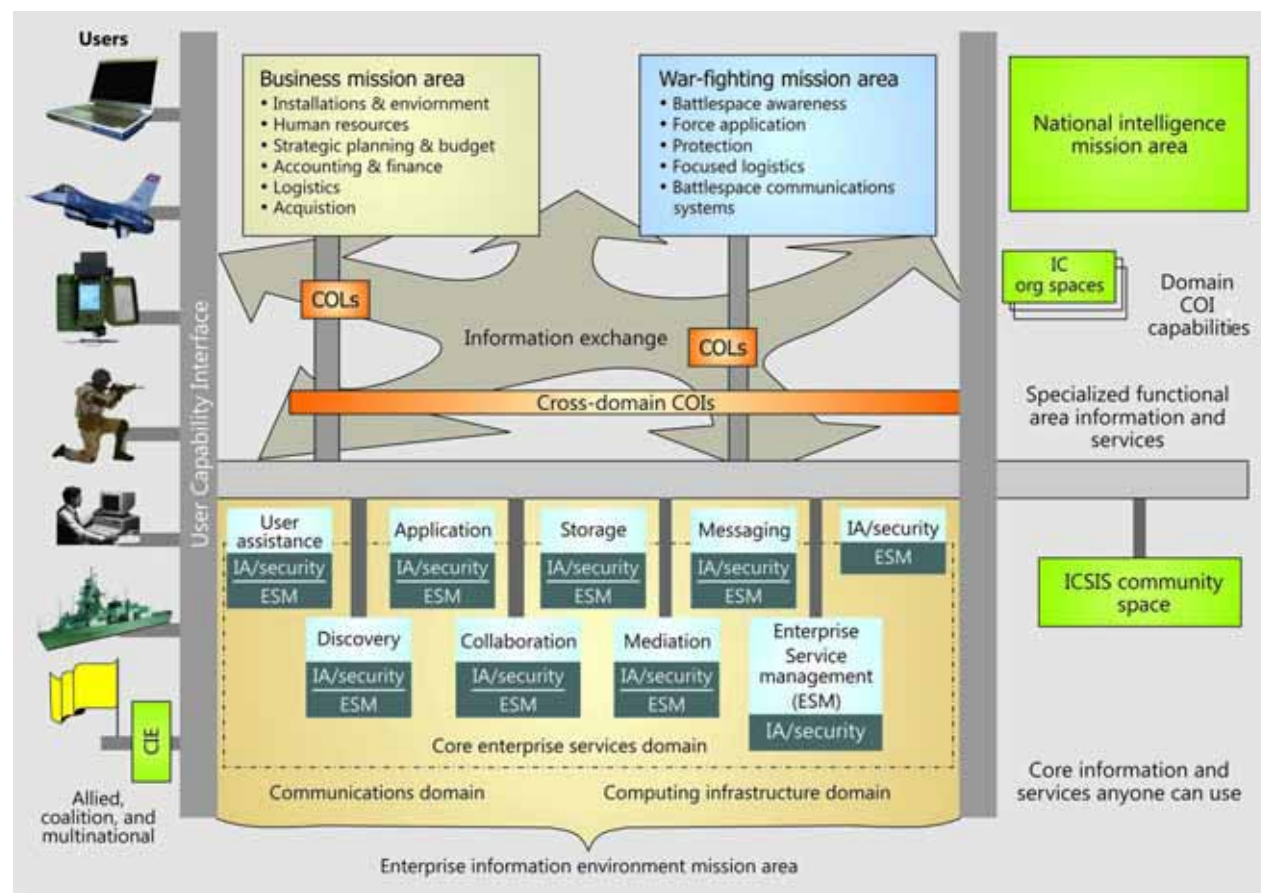 Users
Business mission area
• Installations & enviornment
• Human resources
• Strategic planning & budget
• Accounting & finance
• Logistics
• Acquistion
War-fighting mission area
• Battlespace awareness
• Force application
• Protection
• Focused logistics
• Battlespace communications
systems
National intelligence
mission area
IC
org spaces
Domain
COI
capabilities
User Capability Interface
COLs
Information exchange
COLs
Cross-domain COIs
Specialized functional
area information and
services
User
assistance
IA/security
ESM
Application
IA/security
ESM
Storage
IA/security
ESM
Messaging
IA/security
ESM
IA/security
ESM
ICSIS community
space
Discovery
IA/security
ESM
Collaboration
IA/security
ESM
Mediation
IA/security
ESM
Enterprise
Service
management
(ESM)
IA/security
Core enterprise services domain
CIE
Allied,
coalition, and
multinational
Communications domain
Computing infrastructure domain
Core information and
services anyone can use
Enterprise information environment mission area